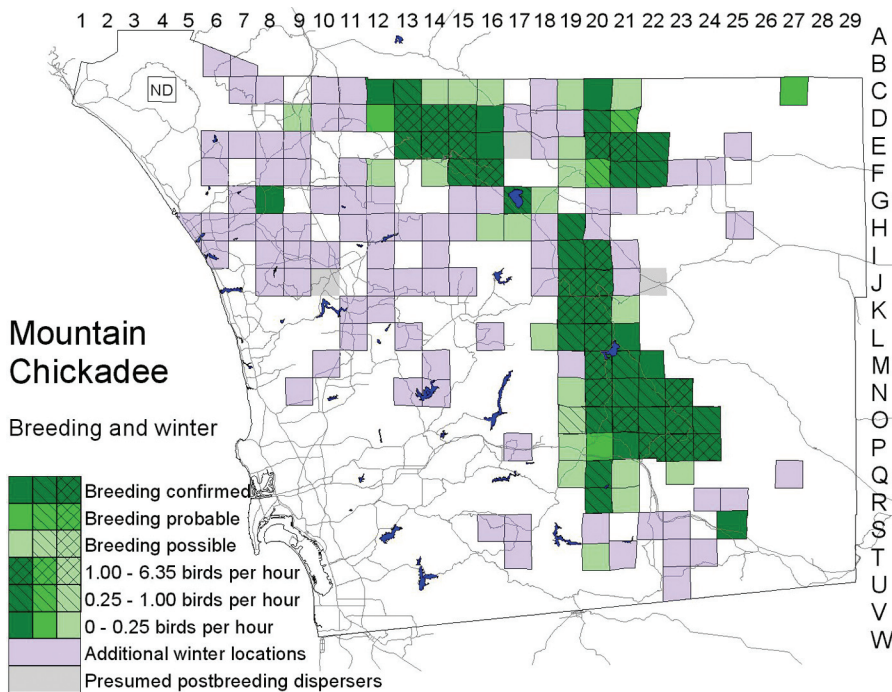 1 2 3 4 5 6 7 8 9 10 11 12 13 14 15 16 17 18 19 20 21 22 23 24 25 26 27 28 29
A
B
C
D
E
F
G
H
I
J
K
L
M
N
O
P
Q
R
S
T
U
V
W
ND
Mountain
Chickadee
Breeding and winter
Breeding confirmed
Breeding probable
Breeding possible
1.00 - 6.35 birds per hour
0.25 - 1.00 birds per hour
0 - 0.25 birds per hour
Additional winter locations
Presumed postbreeding dispersers